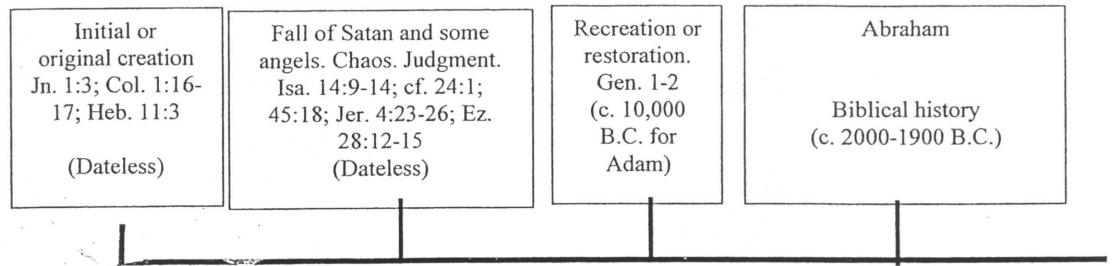 Initial or
original creation
Jn. 1:3; Col. 1:16-
17; Heb. 11:3
(Dateless)
Fall of Satan and some
angels. Chaos. Judgment.
Isa. 14:9-14; cf. 24:1;
45:18; Jer. 4:23-26; Ez.
28:12-15
(Dateless)
Recreation or
restoration.
Gen. 1-2
(c. 10,000
B.C. for
Adam)
Abraham
Biblical history
(c. 2000-1900 B.C.)